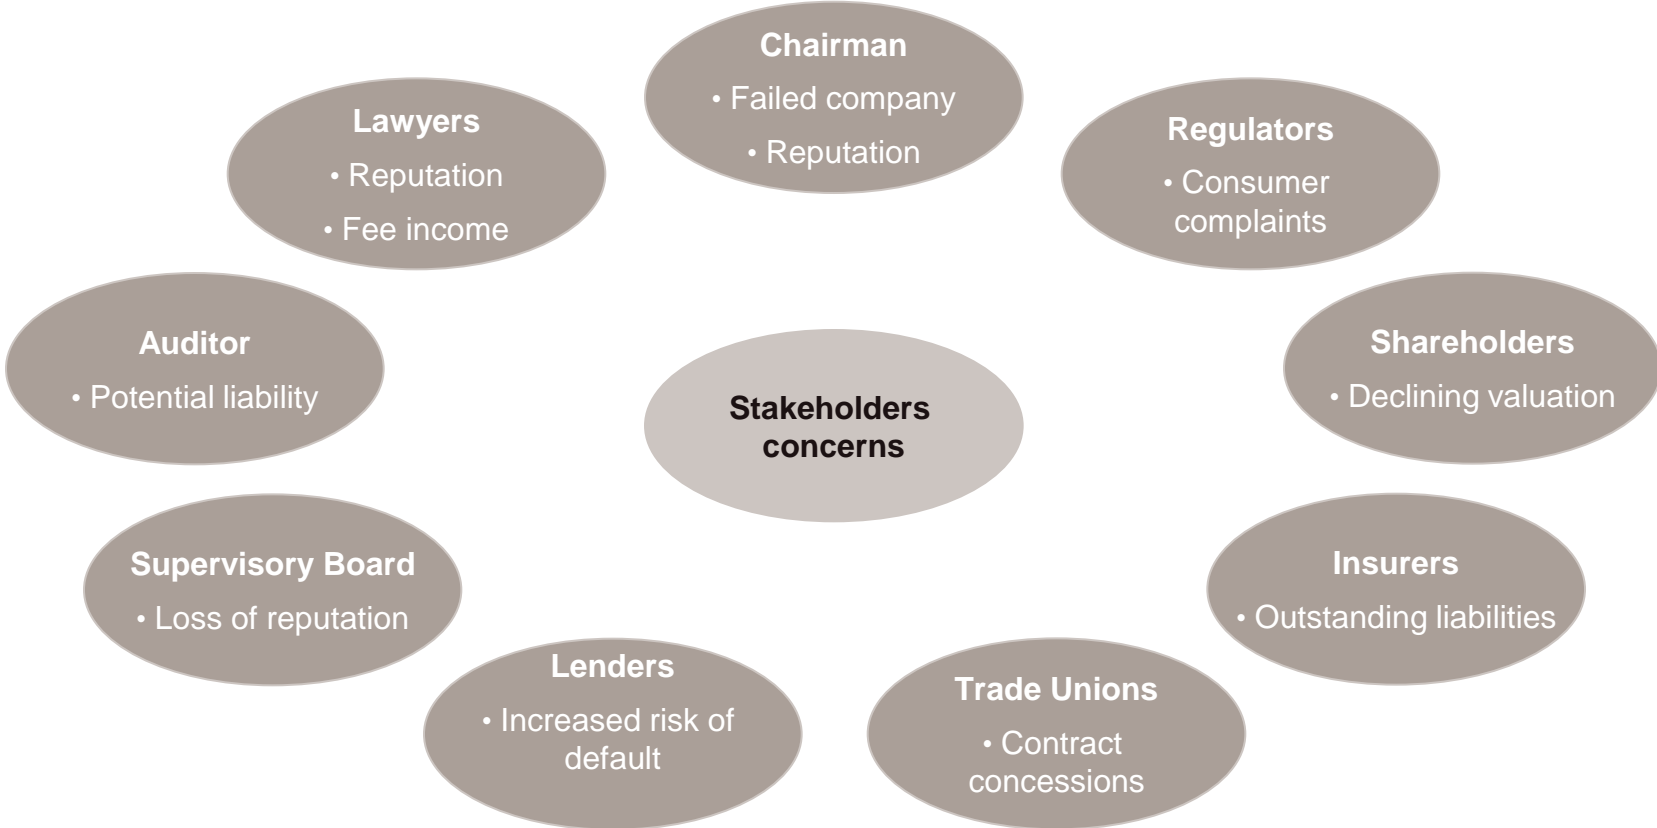 Chairman
• Failed company
• Reputation
Regulators
• Consumer
complaints
Shareholders
• Declining valuation
Insurers
• Outstanding liabilities
Trade Unions
• Contract
concessions
Lenders
• Increased risk of
default
Supervisory Board
• Loss of reputation
Auditor
• Potential liability
Lawyers
• Reputation
• Fee income
Stakeholders
concerns